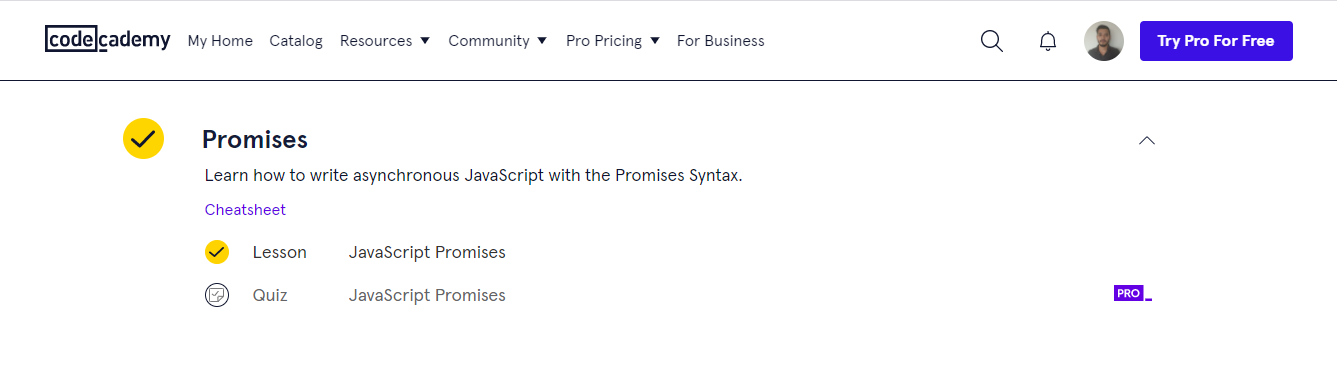 codecademy My Home Catalog Resources Community Pro Pricing For Business Try Pro For Free
Promises
Learn how to write asynchronous JavaScript with the Promises Syntax.
Cheatsheet
Lesson JavaScript Promises
Quiz JavaScript Promises PRO